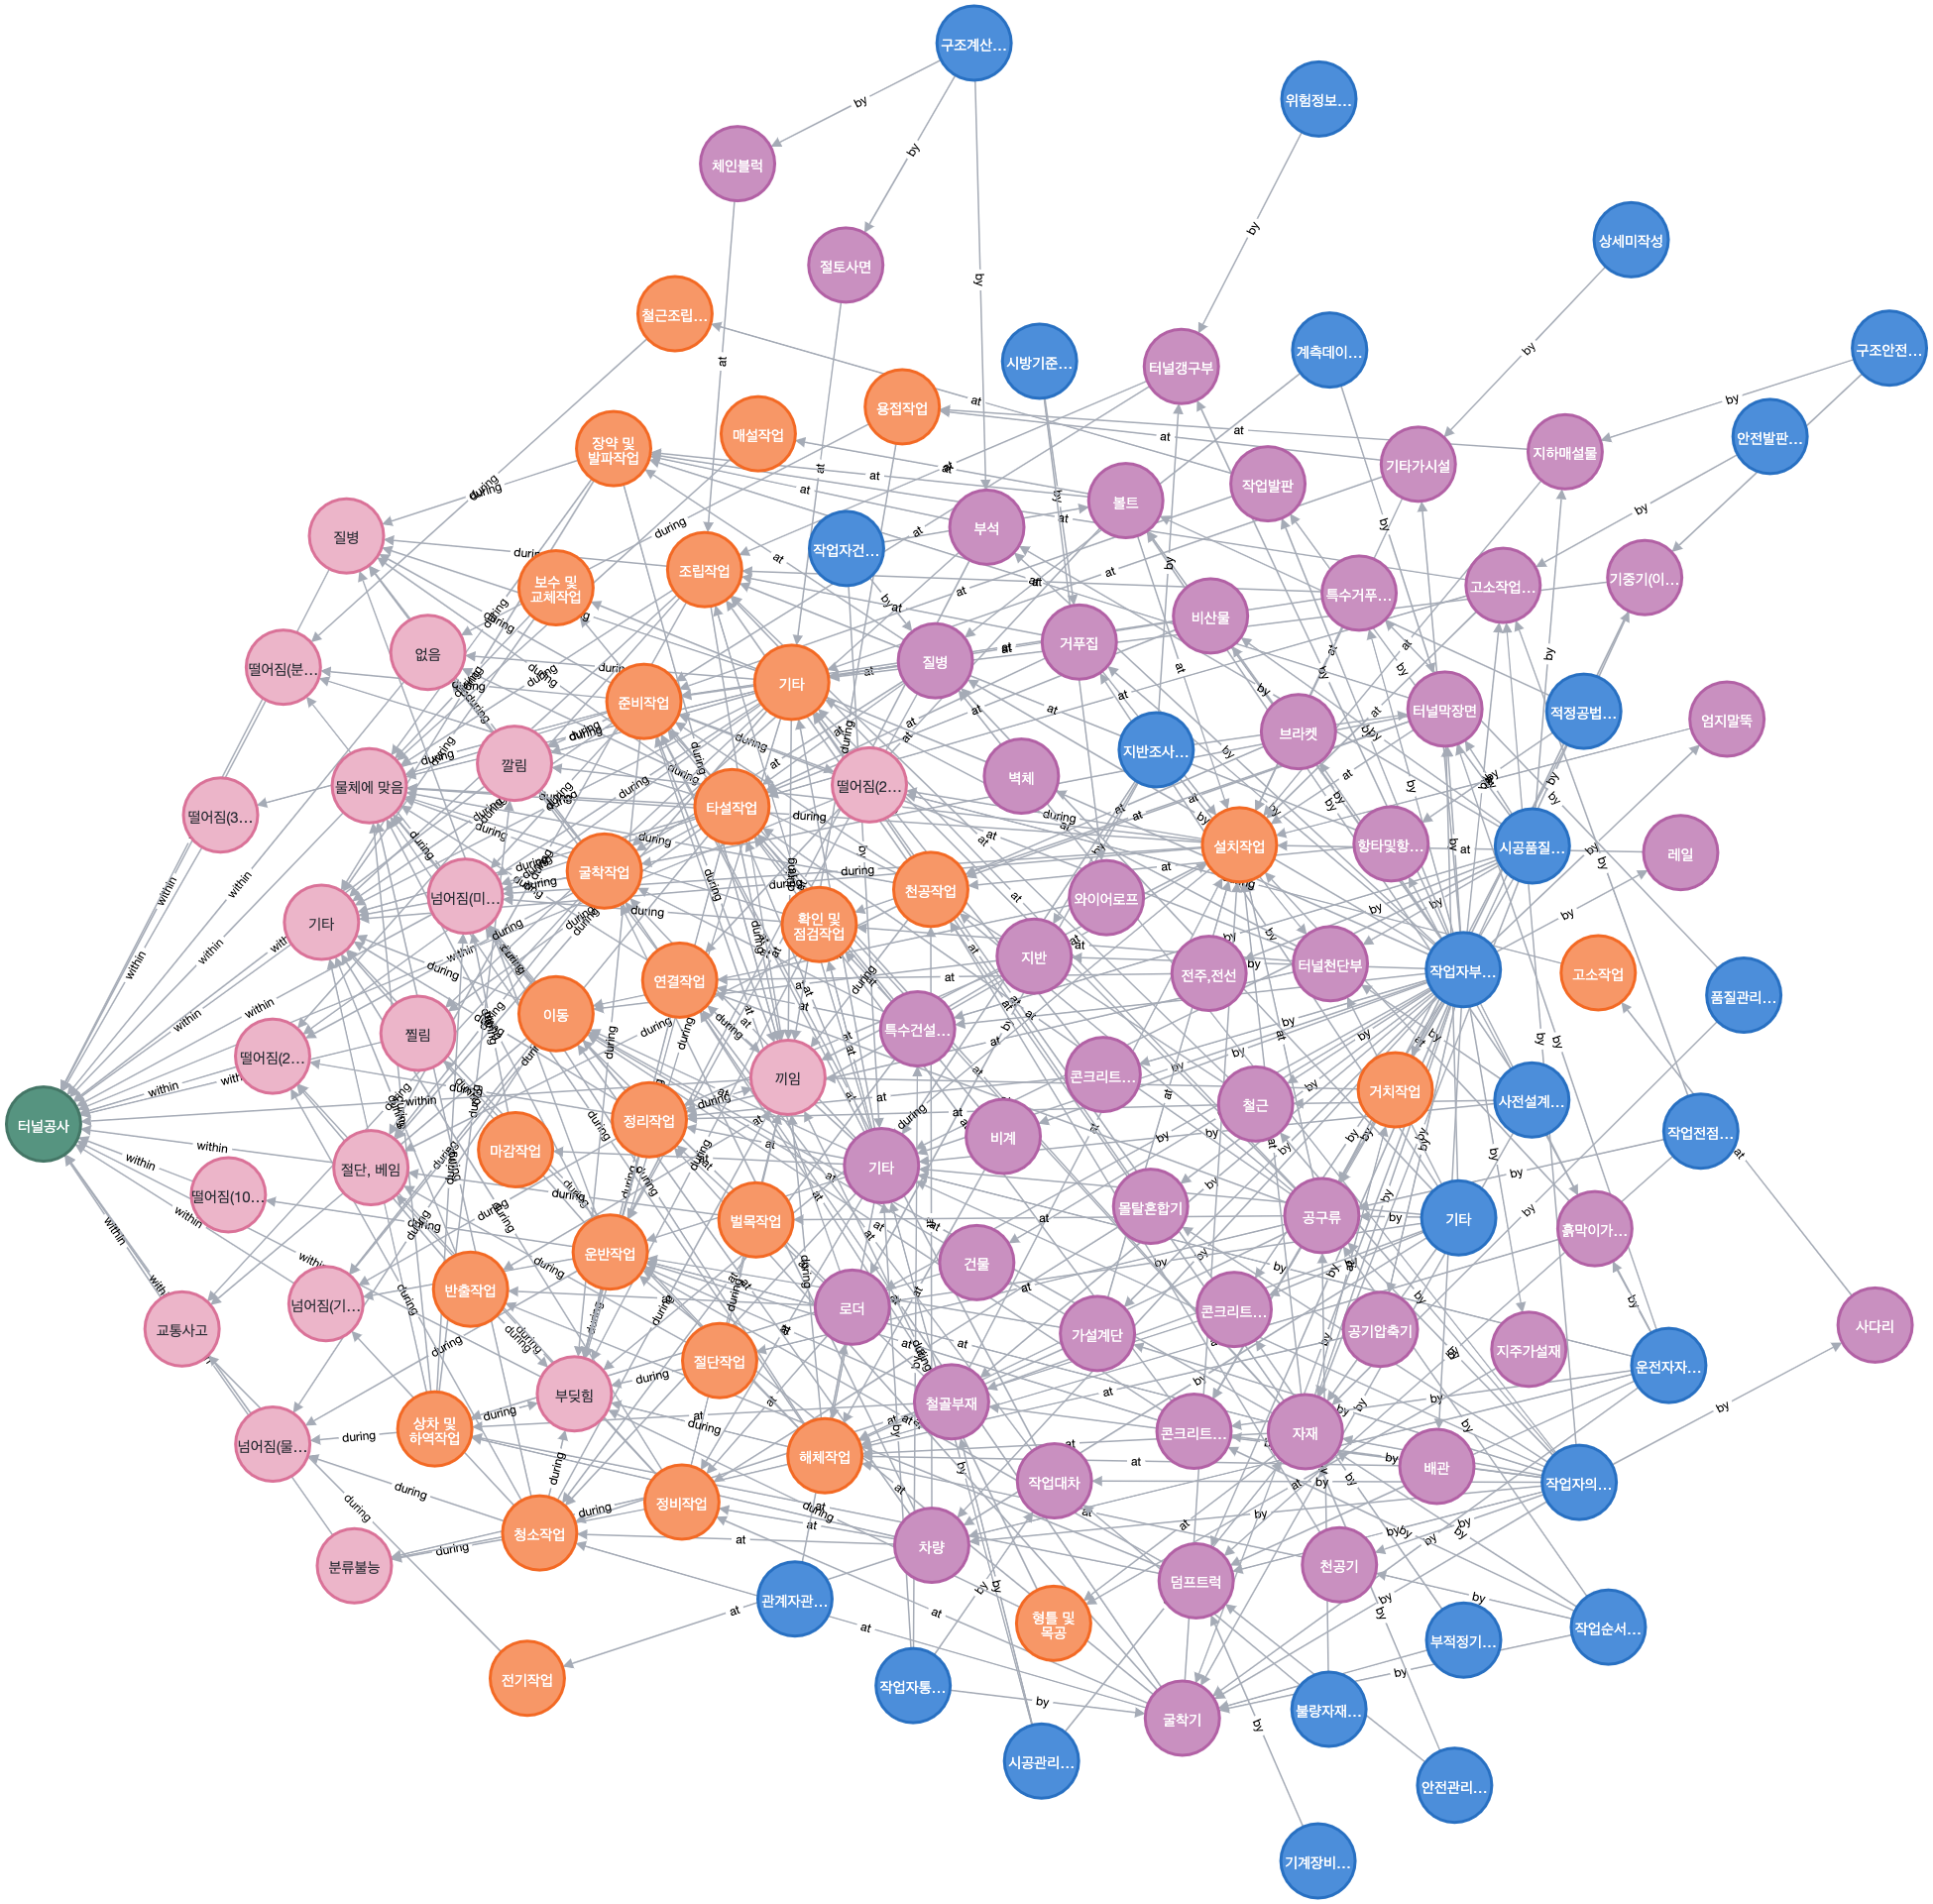 구조계산...
위험정보...
체인블럭
상세미작성
절토사면
철근조립...
시방기준...
터널갱구부
계측데이...
구조안전...
용접작업
매설작업
장약 및
발파작업
안전발판...
지하매설물
기타가시설
작업발판
볼트
부석
질병
작업자건...
조립작업
보수 및
교체작업
특수거푸...
고소작업...
기중기(이...
비산물
거푸집
없음
질병
떨어짐(분...
기타
준비작업
터널막장면
적정공법...
엄지말뚝
브라켓
지반조사...
깔림
벽체
물체에 맞음
떨어짐(2...
타설작업
떨어짐(3...
설치작업
항타및항...
시공품질...
레일
굴착작업
천공작업
넘어짐(미...
와이어로프
기타
확인 및
점검작업
지반
연결작업
전주,전선
터널천단부
작업자부...
고소작업
품질관리...
이동
특수건설...
찜림
떨어짐(2...
끼임
콘크리트...
철근
거치작업
사전설계...
터널공사
정리작업
작업전점...
비계
마감작업
절단, 베임
기타
떨어짐(10...
벌목작업
몰탈혼합기
공구류
기타
흙막이가...
운반작업
건물
반출작업
넘어짐(기...
로더
콘크리트...
교통사고
가설계단
공기압축기
사다리
지주가설재
절단작업
운전자자...
부딪힘
철골부재
상차 및
하역작업
콘크리트...
자재
넘어짐(물...
해체작업
배관
작업대차
작업자의...
정비작업
청소작업
차량
분류불능
천공기
덤프트럭
관계자관...
형틀 및
목공
작업순서...
부적정기...
전기작업
작업자통...
불량자재...
굴착기
시공관리...
안전관리...
기계장비...
by
at
during
within